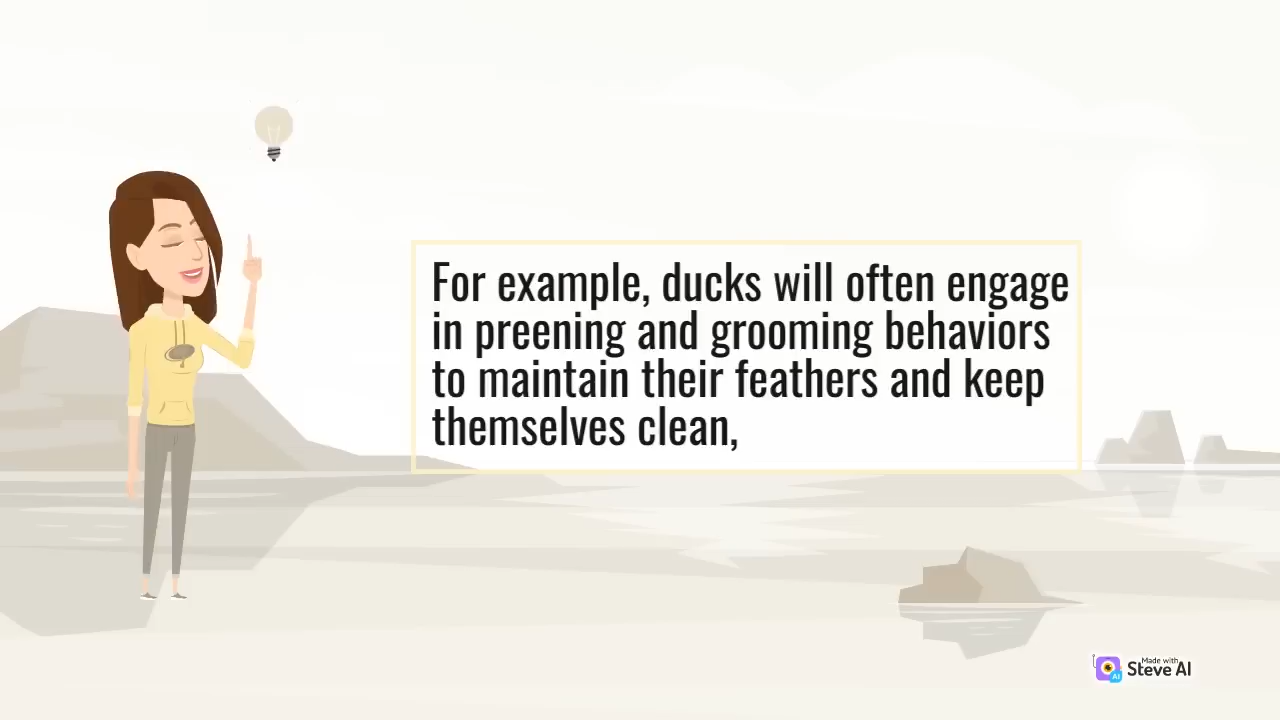 For example, ducks will often engage
in preening and grooming behaviors
to maintain their feathers and keep
themselves clean,
Made with
Steve AI
AI